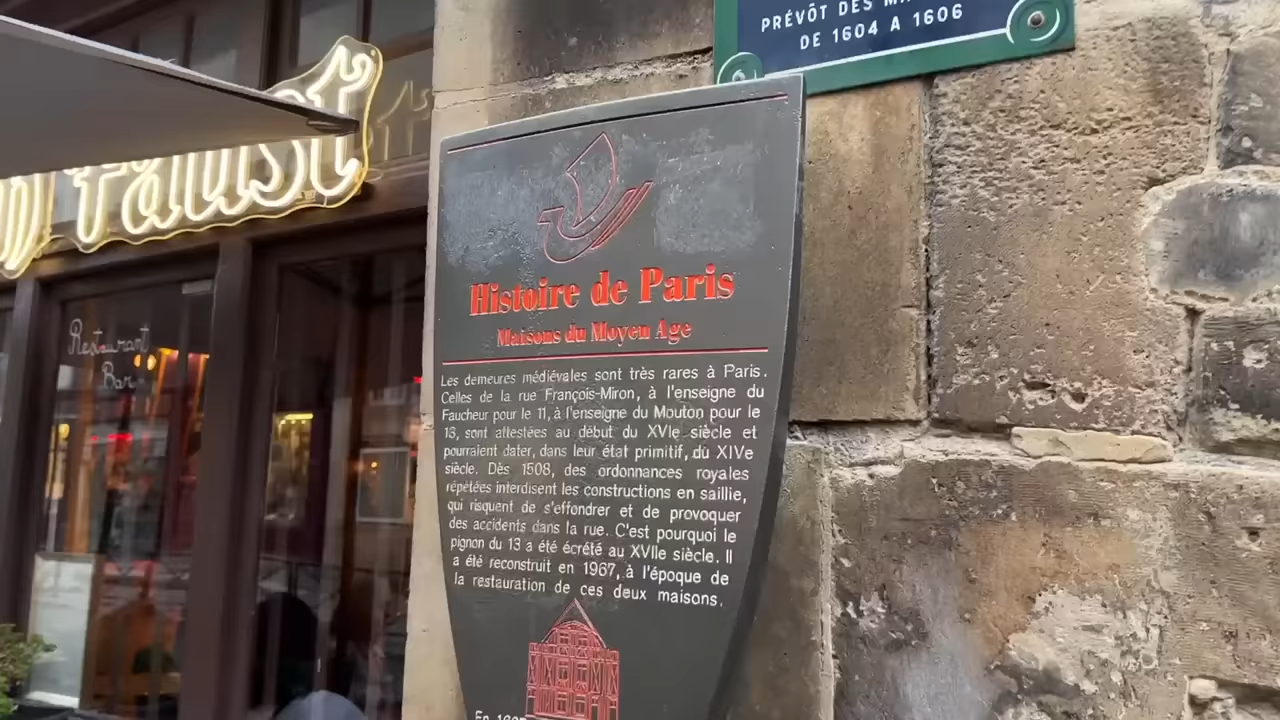 PRÉVÔT DES
DE 1604 A 1606
Faust
Restaurant
Bar
Histoire de Paris
Maisons du Moyen Age
Les demeures médiévales sont très rares à Paris.
Celles de la rue François-Miron, à l'enseigne du
Faucheur pour le 11, à l'enseigne du Mouton pour le
13, sont attestées au début du XVIe siècle et
pourraient dater, dans leur état primitif, du XIVe
siècle. Dès 1508, des ordonnances royales
répétées interdisent les constructions en saillie,
qui risquent de s'effondrer et de provoquer
des accidents dans la rue. C'est pourquoi le
pignon du 13 a été écrêté au XVIIe siècle. Il
a été reconstruit en 1967, à l'époque de
la restauration de ces deux maisons.
En